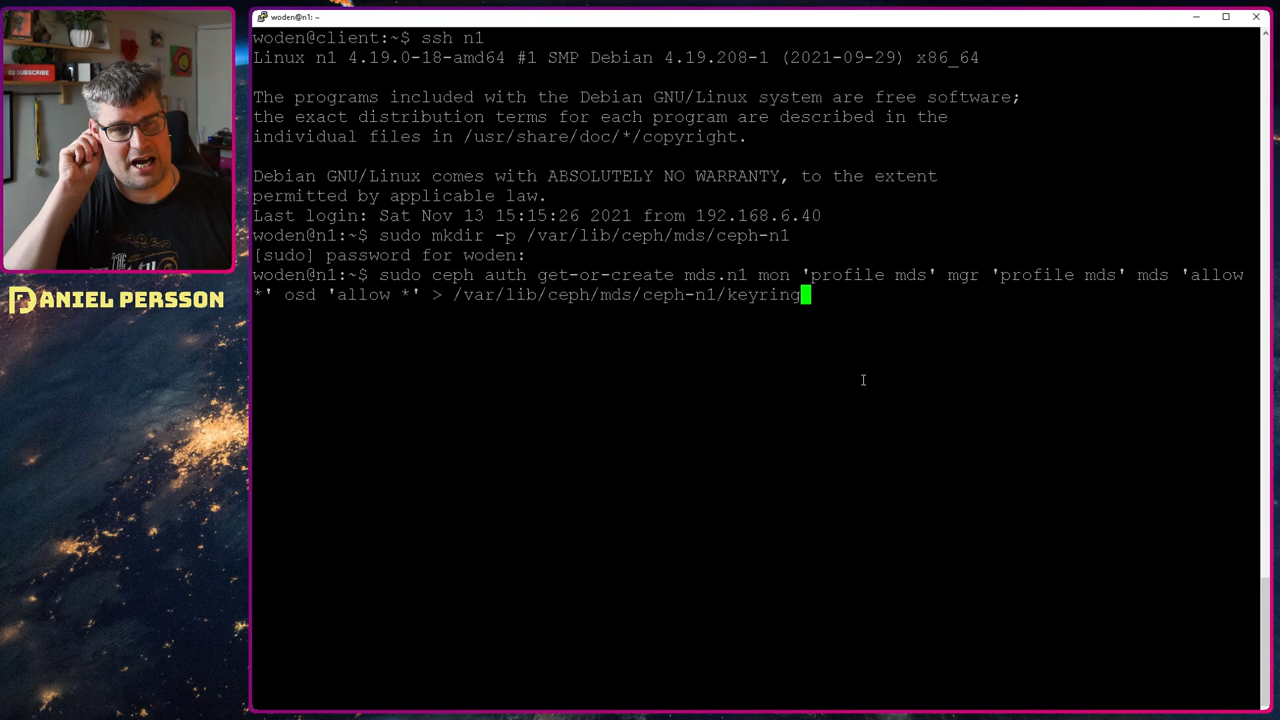 woden@n1: ~
woden@client:~$ ssh n1
Linux n1 4.19.0-18-amd64 #1 SMP Debian 4.19.208-1 (2021-09-29) x86_64
The programs included with the Debian GNU/Linux system are free software;
the exact distribution terms for each program are described in the
individual files in /usr/share/doc/*/copyright.
Debian GNU/Linux comes with ABSOLUTELY NO WARRANTY, to the extent
permitted by applicable law.
Last login: Sat Nov 13 15:15:26 2021 from 192.168.6.40
woden@n1:~$ sudo mkdir -p /var/lib/ceph/mds/ceph-n1
[sudo] password for woden:
woden@n1:~$ sudo ceph auth get-or-create mds.n1 mon 'profile mds' mgr 'profile mds' mds 'allow
*' osd 'allow *' > /var/lib/ceph/mds/ceph-n1/keyring
SUBSCRIBE
DANIEL PERSSON